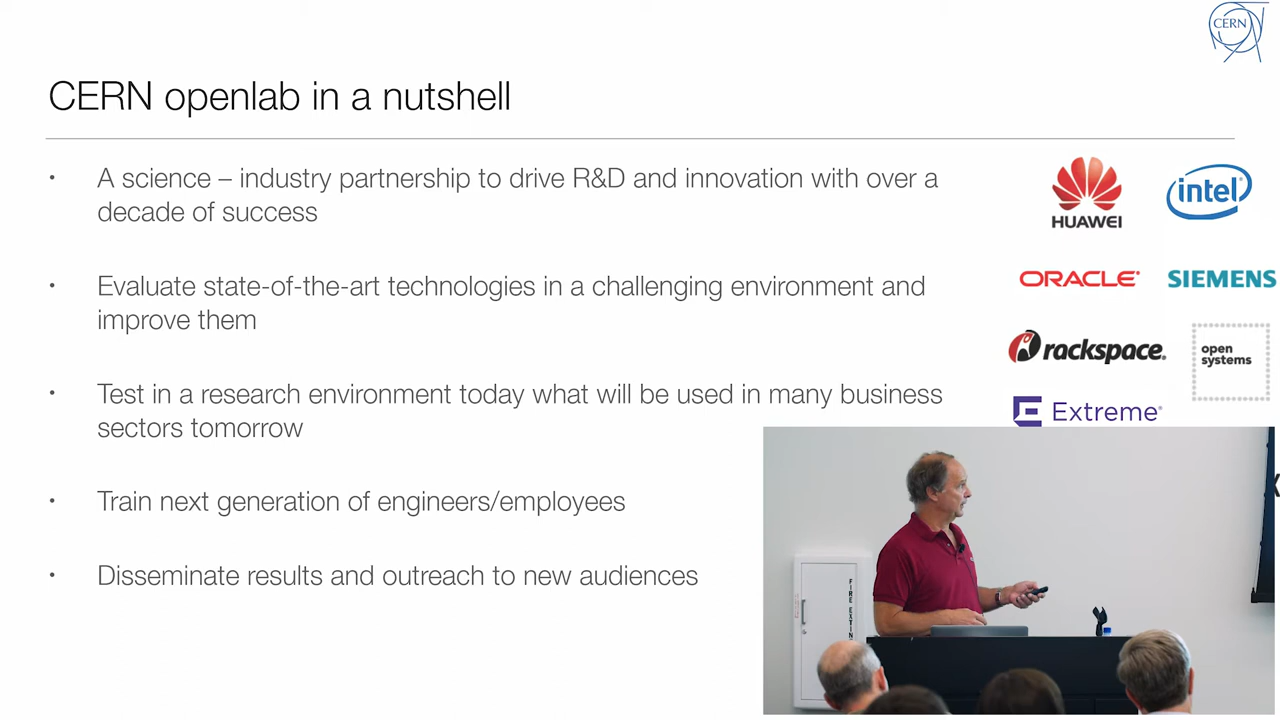 CERN
CERN openlab in a nutshell
• A science – industry partnership to drive R&D and innovation with over a
decade of success
• Evaluate state-of-the-art technologies in a challenging environment and
improve them
• Test in a research environment today what will be used in many business
sectors tomorrow
• Train next generation of engineers/employees
• Disseminate results and outreach to new audiences
HUAWEI
intel
ORACLE®
SIEMENS
rackspace®
open
systems
Extreme®
FIRE EXTIN